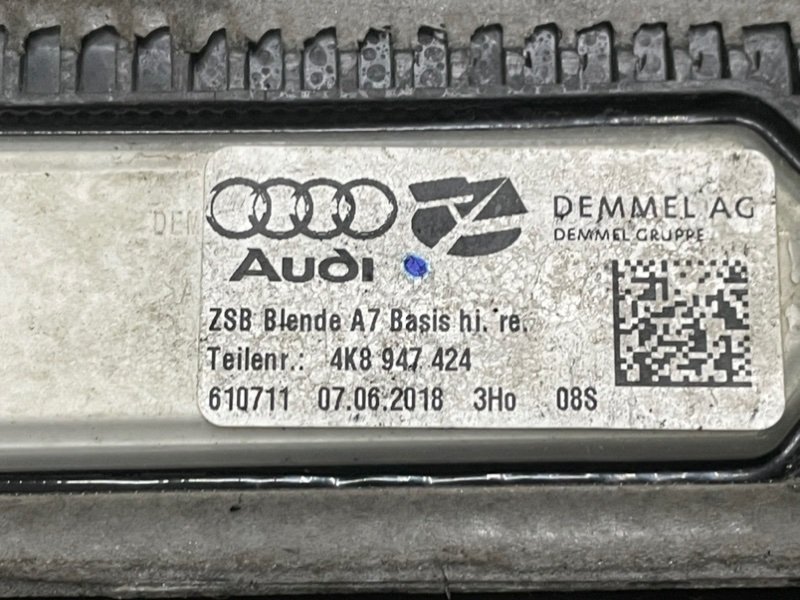 DEM
DEMMEL AG
DEMMEL GRUPPE
Audi
ZSB Blende A7 Basis hi. re.
Teilenr.: 4K8 947 424
610711 07.06.2018 3Ho 08S